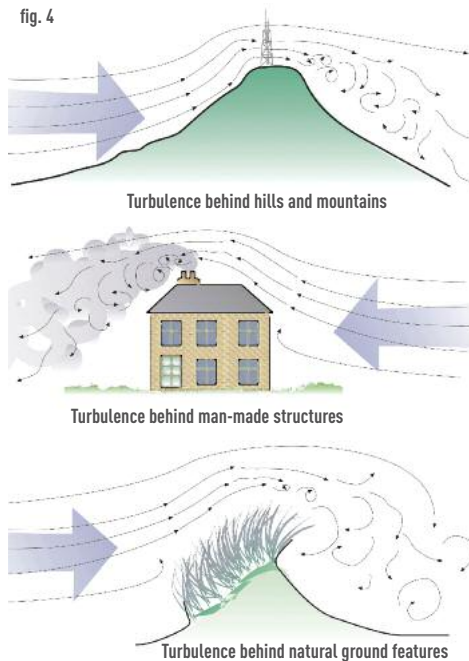 fig. 4
Turbulence behind hills and mountains
Turbulence behind man-made structures
Turbulence behind natural ground features